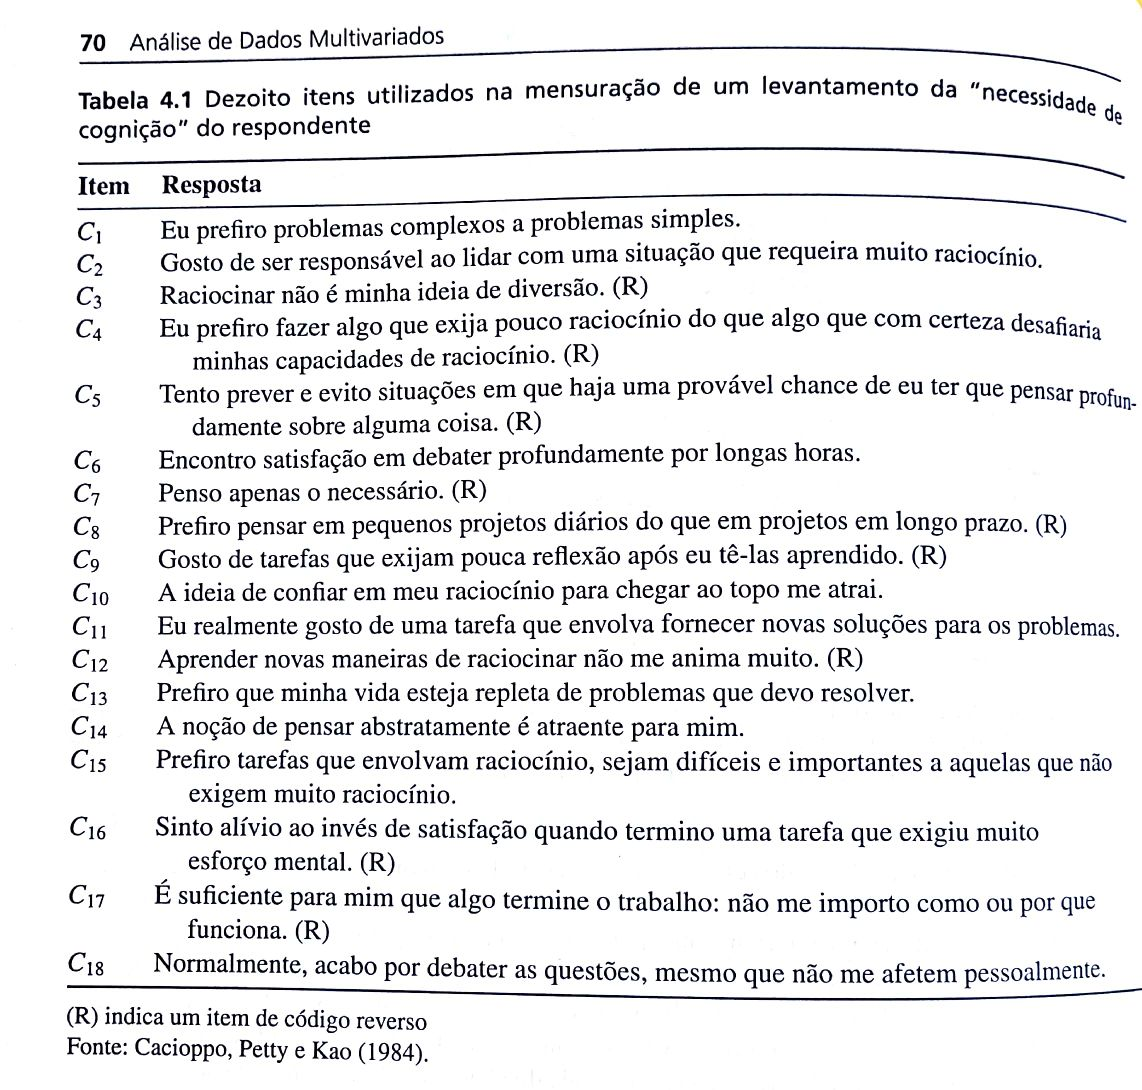 70 Análise de Dados Multivariados
Tabela 4.1 Dezoito itens utilizados na mensuração de um levantamento da "necessidade de
cognição" do respondente
Item Resposta
C1 Eu prefiro problemas complexos a problemas simples.
C2 Gosto de ser responsável ao lidar com uma situação que requeira muito raciocínio.
C3 Raciocinar não é minha ideia de diversão. (R)
C4 Eu prefiro fazer algo que exija pouco raciocínio do que algo que com certeza desafiaria
minhas capacidades de raciocínio. (R)
C5 Tento prever e evito situações em que haja uma provável chance de eu ter que pensar profun-
damente sobre alguma coisa. (R)
C6 Encontro satisfação em debater profundamente por longas horas.
C7 Penso apenas o necessário. (R)
C8 Prefiro pensar em pequenos projetos diários do que em projetos em longo prazo. (R)
C9 Gosto de tarefas que exijam pouca reflexão após eu tê-las aprendido. (R)
C10 A ideia de confiar em meu raciocínio para chegar ao topo me atrai.
C11 Eu realmente gosto de uma tarefa que envolva fornecer novas soluções para os problemas.
C12 Aprender novas maneiras de raciocinar não me anima muito. (R)
C13 Prefiro que minha vida esteja repleta de problemas que devo resolver.
C14 A noção de pensar abstratamente é atraente para mim.
C15 Prefiro tarefas que envolvam raciocínio, sejam difíceis e importantes a aquelas que não
exigem muito raciocínio.
C16 Sinto alívio ao invés de satisfação quando termino uma tarefa que exigiu muito
esforço mental. (R)
C17 É suficiente para mim que algo termine o trabalho: não me importo como ou por que
funciona. (R)
C18 Normalmente, acabo por debater as questões, mesmo que não me afetem pessoalmente.
(R) indica um item de código reverso
Fonte: Cacioppo, Petty e Kao (1984).